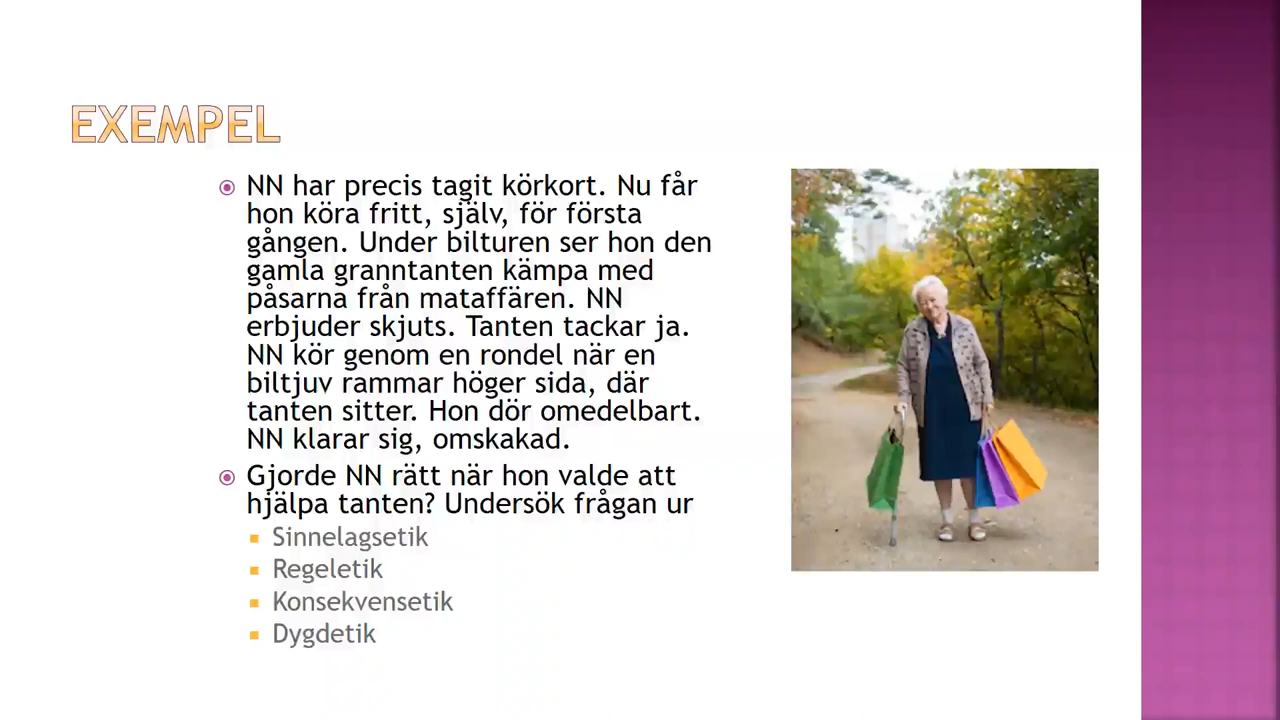 EXEMPEL
NN har precis tagit körkort. Nu får
hon köra fritt, själv, för första
gången. Under bilturen ser hon den
gamla granntanten kämpa med
påsarna från mataffären. NN
erbjuder skjuts. Tanten tackar ja.
NN kör genom en rondel när en
biltjuv rammar höger sida, där
tanten sitter. Hon dör omedelbart.
NN klarar sig, omskakad.
Gjorde NN rätt när hon valde att
hjälpa tanten? Undersök frågan ur
Sinnelagsetik
Regeletik
Konsekvensetik
Dygdetik